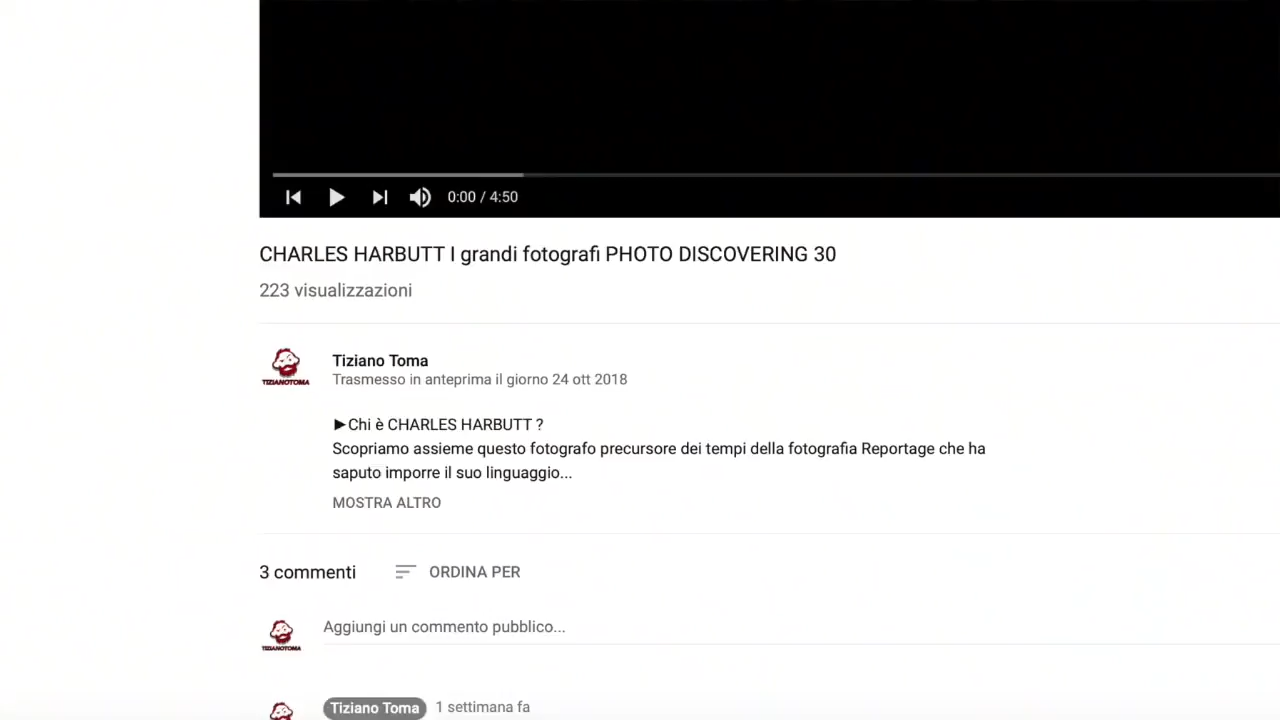 0:00 / 4:50
CHARLES HARBUTT I grandi fotografi PHOTO DISCOVERING 30
223 visualizzazioni
TIZIANOTOMA
Tiziano Toma
Trasmesso in anteprima il giorno 24 ott 2018
►Chi è CHARLES HARBUTT ?
Scopriamo assieme questo fotografo precursore dei tempi della fotografia Reportage che ha
saputo imporre il suo linguaggio...
MOSTRA ALTRO
3 commenti
ORDINA PER
TIZIANOTOMA
Aggiungi un commento pubblico...
Tiziano Toma 1 settimana fa